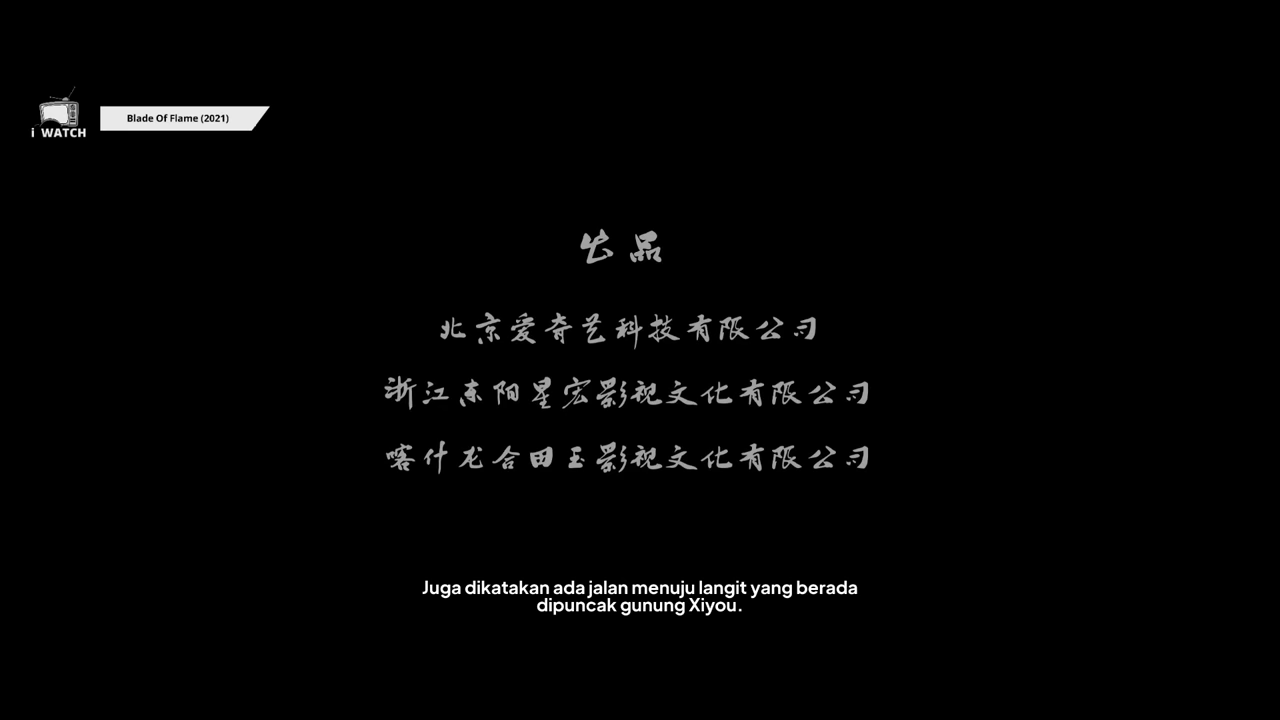 i WATCH
Blade Of Flame (2021)
出品
北京爱奇艺科技有限公司
浙江东阳星宏影视文化有限公司
喀什龙合田玉影视文化有限公司
Juga dikatakan ada jalan menuju langit yang berada
dipuncak gunung Xiyou.